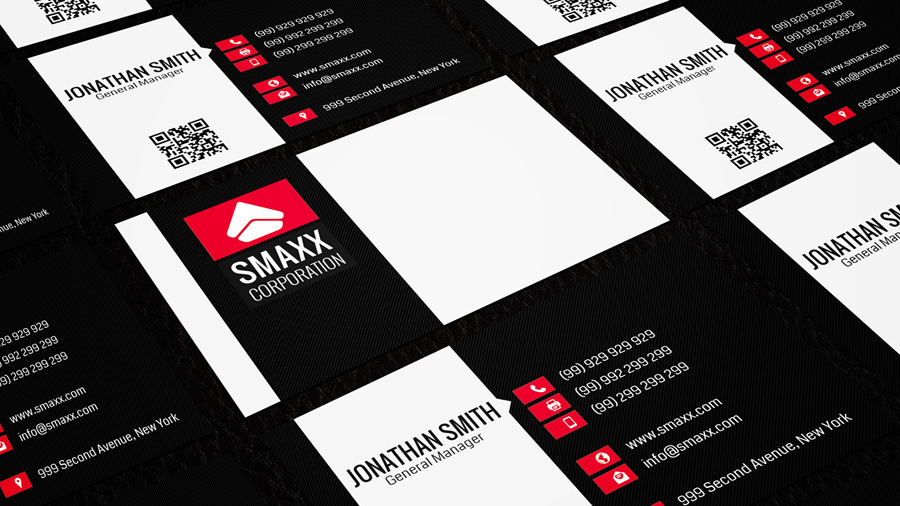 JONATHAN SMITH
General Manager
(99) 929 929 929
(99) 992 299 299
(99) 299 299 299
www.smaxx.com
info@smaxx.com
999 Second Avenue, New York
JONATHAN SMITH
General Manager
(99) 929 929 929
(99) 992 299 299
(99) 299 299 299
www.smaxx.com
info@smaxx.com
999 Second
SMAXX
CORPORATION
New York
929 929 929
992 299 299
299 299 299
www.smaxx.com
info@smaxx.com
999 Second Avenue, New York
JONATHAN SMITH
General Manager
(99) 929 929 929
(99) 992 299 299
(99) 299 299 299
www.smaxx.com
info@smaxx.com
999 Second Avenue, New York
JONATHAN
General Manager